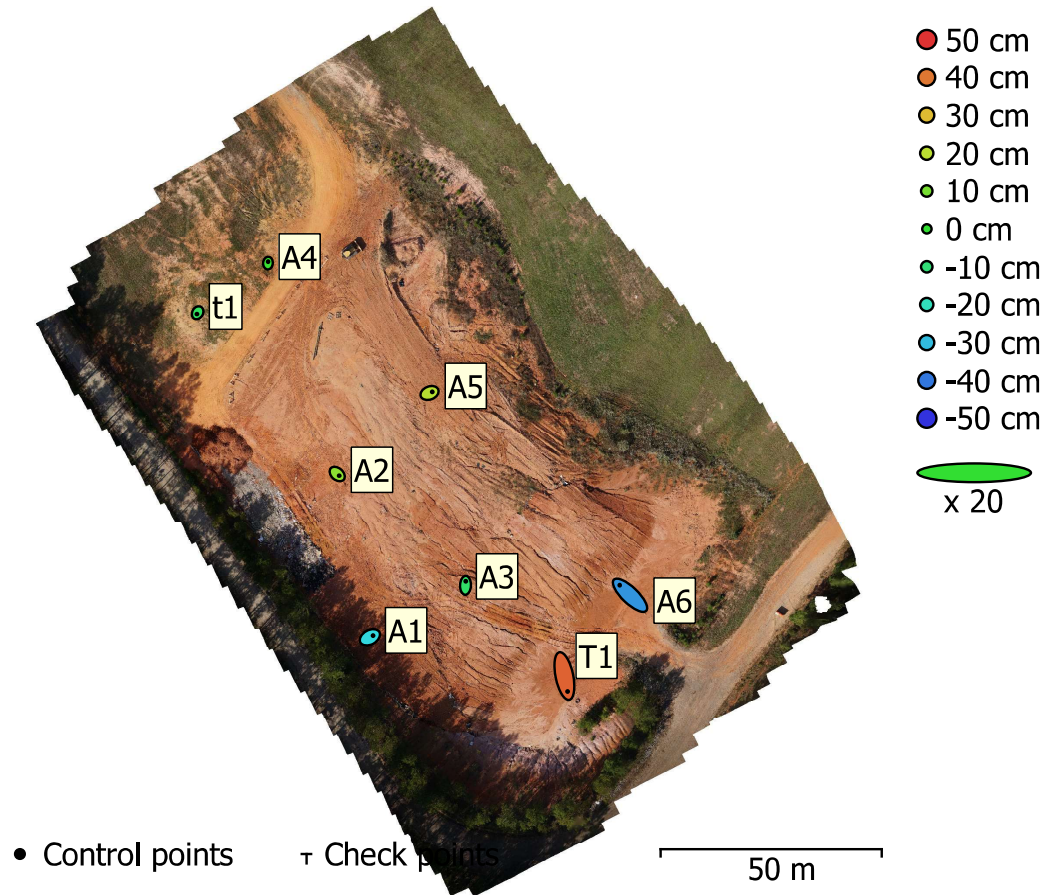 50 cm
40 cm
30 cm
20 cm
10 cm
0 cm
-10 cm
-20 cm
-30 cm
-40 cm
-50 cm
x 20
A4
t1
A5
A2
A3
A6
A1
T1
Control points
Check points
50 m